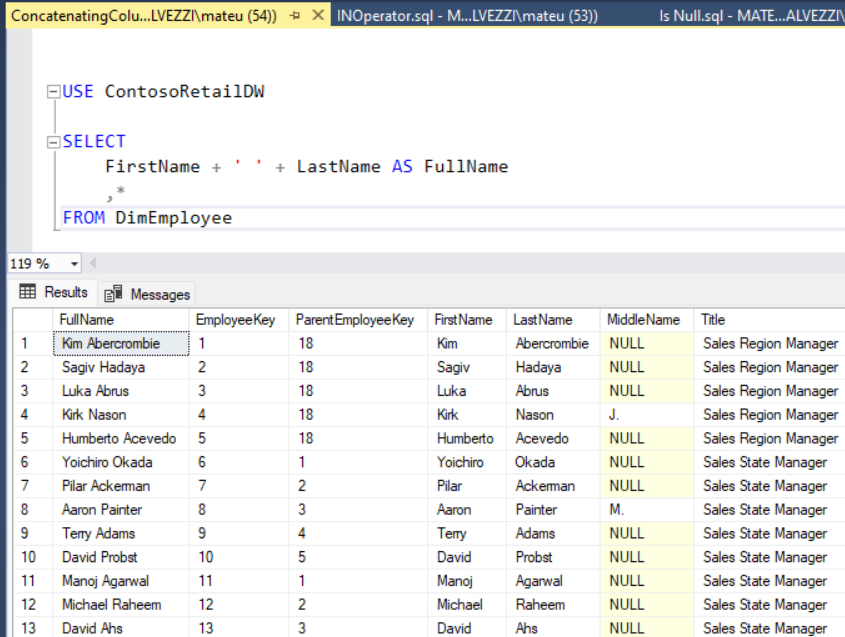 ConcatenatingColu...LVEZZI\mateu (54)) INOperator.sql - M...LVEZZI\mateu (53)) Is Null.sql - MATE...ALVEZZI\
USE ContosoRetailDW
SELECT
FirstName + ' ' + LastName AS FullName
,*
FROM DimEmployee
119 %
Results Messages
FullName EmployeeKey ParentEmployeeKey FirstName LastName MiddleName Title
1 Kim Abercrombie 1 18 Kim Abercrombie NULL Sales Region Manager
2 Sagiv Hadaya 2 18 Sagiv Hadaya NULL Sales Region Manager
3 Luka Abrus 3 18 Luka Abrus NULL Sales Region Manager
4 Kirk Nason 4 18 Kirk Nason J. Sales Region Manager
5 Humberto Acevedo 5 18 Humberto Acevedo NULL Sales Region Manager
6 Yoichiro Okada 6 1 Yoichiro Okada NULL Sales State Manager
7 Pilar Ackerman 7 2 Pilar Ackerman NULL Sales State Manager
8 Aaron Painter 8 3 Aaron Painter M. Sales State Manager
9 Terry Adams 9 4 Terry Adams NULL Sales State Manager
10 David Probst 10 5 David Probst NULL Sales State Manager
11 Manoj Agarwal 11 1 Manoj Agarwal NULL Sales State Manager
12 Michael Raheem 12 2 Michael Raheem NULL Sales State Manager
13 David Ahs 13 3 David Ahs NULL Sales State Manager